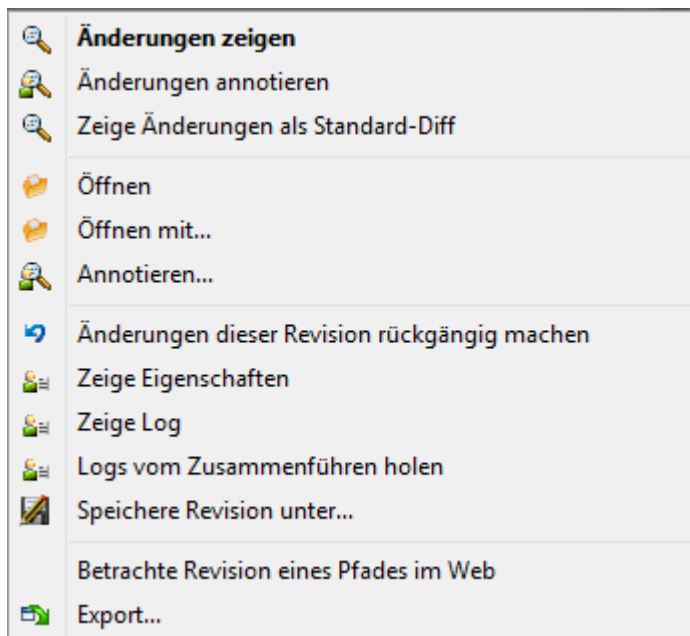 Änderungen zeigen
Änderungen annotieren
Zeige Änderungen als Standard-Diff
Öffnen
Öffnen mit...
Annotieren...
Änderungen dieser Revision rückgängig machen
Zeige Eigenschaften
Zeige Log
Logs vom Zusammenführen holen
Speichere Revision unter...
Betrachte Revision eines Pfades im Web
Export...